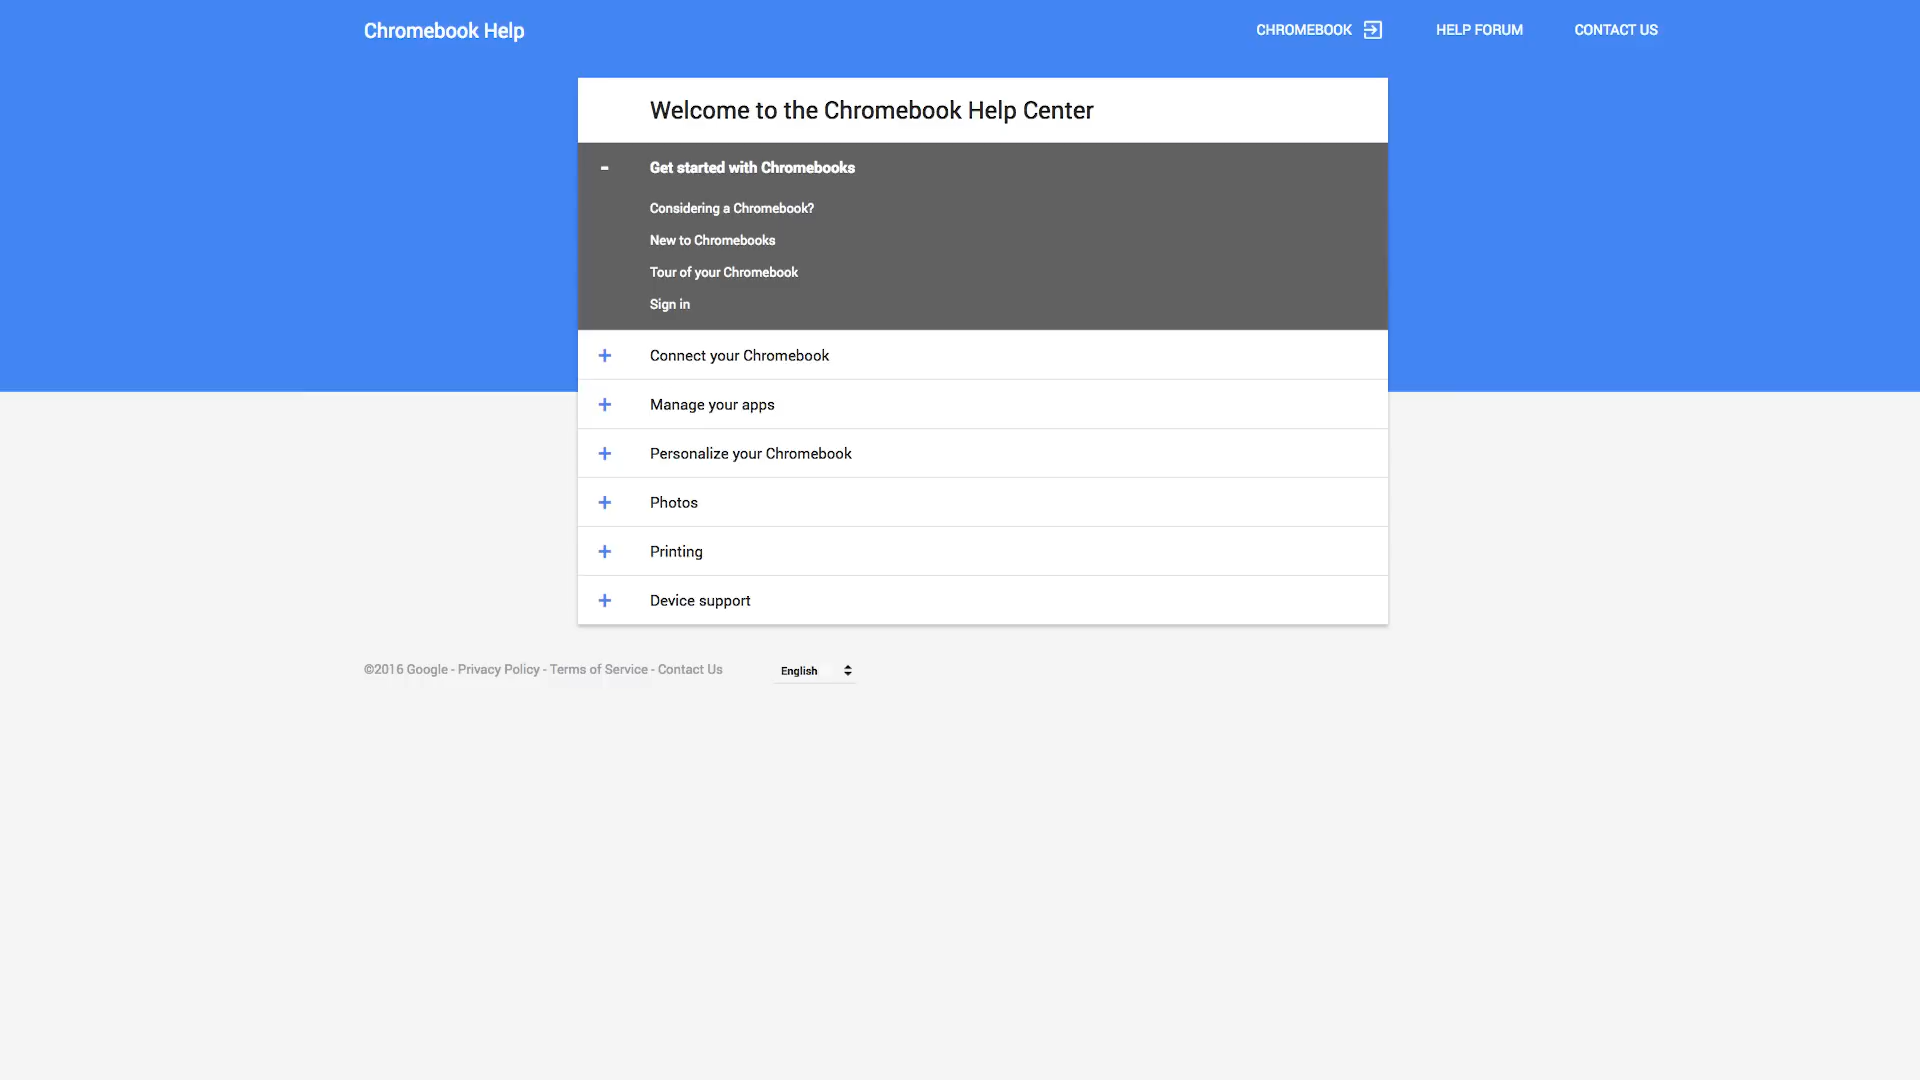 Chromebook Help
CHROMEBOOK
HELP FORUM
CONTACT US
Welcome to the Chromebook Help Center
- Get started with Chromebooks
Considering a Chromebook?
New to Chromebooks
Tour of your Chromebook
Sign in
+ Connect your Chromebook
+ Manage your apps
+ Personalize your Chromebook
+ Photos
+ Printing
+ Device support
©2016 Google - Privacy Policy - Terms of Service - Contact Us
English